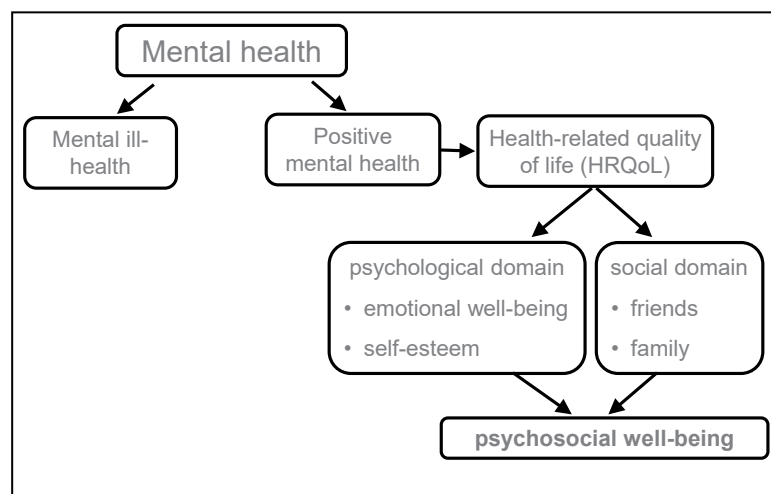 Mental health
Mental ill-
health
Positive
mental health
Health-related quality
of life (HRQoL)
psychological domain
• emotional well-being
• self-esteem
social domain
• friends
• family
psychosocial well-being